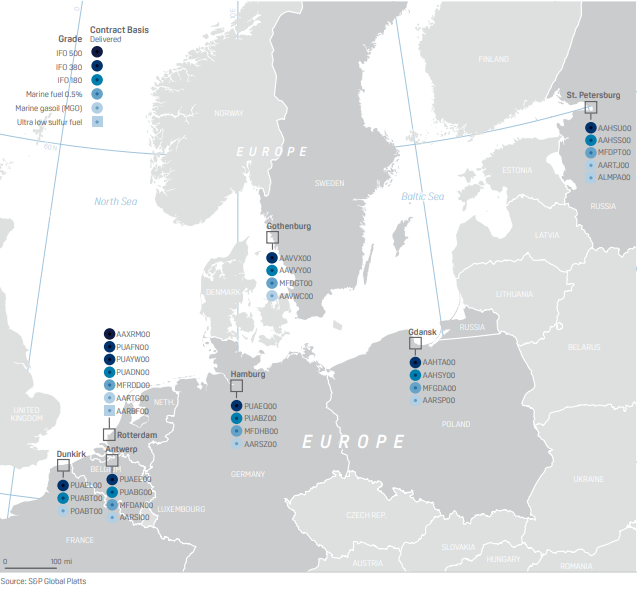 Contract Basis
Grade Delivered
IFO 500
IFO 380
IFO 180
Marine fuel 0.5%
Marine gasoil (MGO)
Ultra low sulfur fuel
FINLAND
NORWAY
EUROPE
SWEDEN
North Sea
Baltic Sea
St. Petersburg
AAHSU00
AAHSS00
MFDPT00
AARTJ00
ALMPA00
RUSSIA
ESTONIA
LATVIA
LITHUANIA
RUSSIA
BELARUS
Gothenburg
AAVVX00
AAVVY00
MFDGT00
AAVWC00
DENMARK
AAXRM00
PUAFN00
PUAYW00
PUADN00
MFRDD00
AARTG00
AARBF00
Rotterdam
UNITED
KINGDOM
NETH.
Hamburg
PUAEQ00
PUABZ00
MFDHB00
AARSZ00
Gdansk
AAHTA00
AAHSY00
MFGDA00
AARSP00
POLAND
EUROPE
Dunkirk
PUAEL00
PUABT00
PDABT00
Antwerp
PUAEE00
PUABG00
MFDAN00
AARSI00
GERMANY
LUXEMBOURG
FRANCE
CZECH REP.
UKRAINE
SLOVAKIA
AUSTRIA
HUNGARY
ROMANIA
0 100 mi
Source: S&P Global Platts